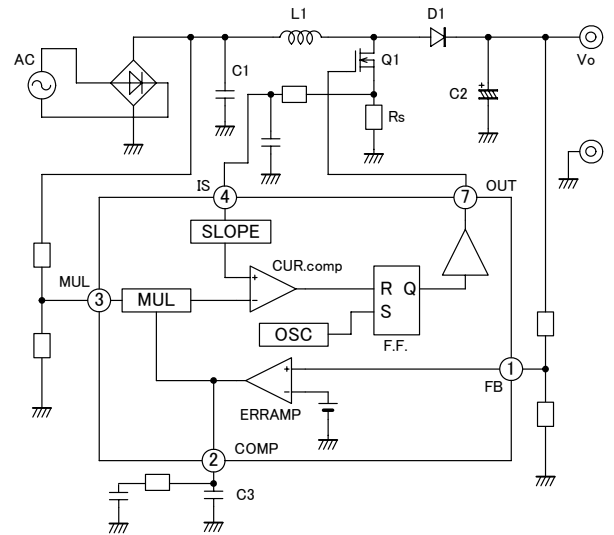 L1
D1
AC
C1
Q1
Vo
C2
+
Rs
IS
4
7
OUT
SLOPE
CUR.comp
MUL
3
MUL
+
−
R Q
S
OSC
F.F.
+
−
1
FB
ERRAMP
2
COMP
C3